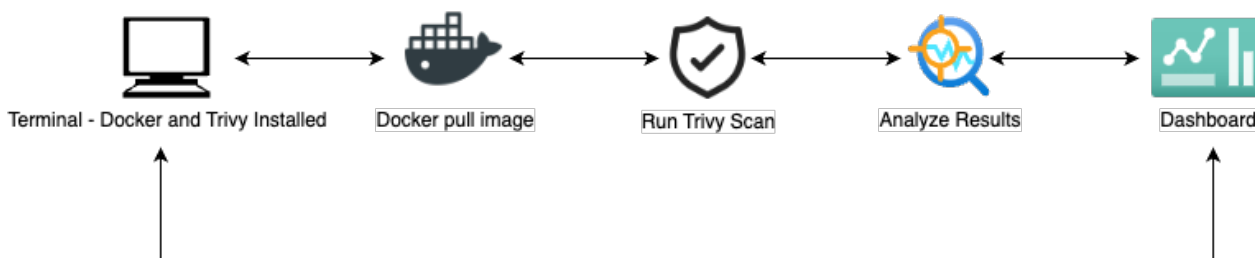 Terminal - Docker and Trivy Installed
Docker pull image
Run Trivy Scan
Analyze Results
Dashboard